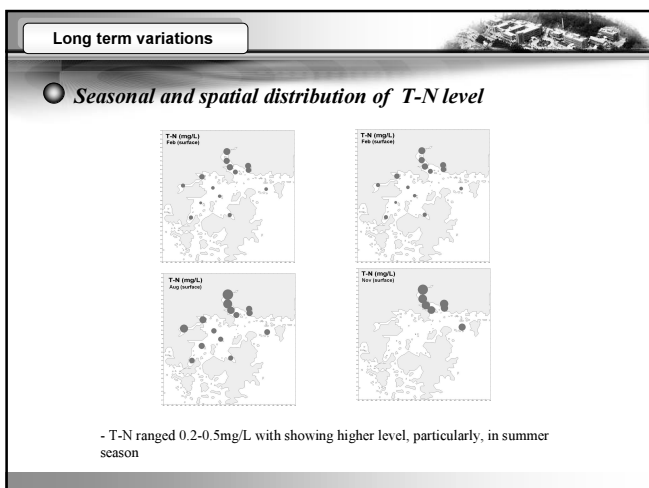 Long term variations
Seasonal and spatial distribution of T-N level
T-N (mg/L)
Feb (surface)
T-N (mg/L)
Feb (surface)
T-N (mg/L)
Aug (surface)
T-N (mg/L)
Nov (surface)
- T-N ranged 0.2-0.5mg/L with showing higher level, particularly, in summer
season